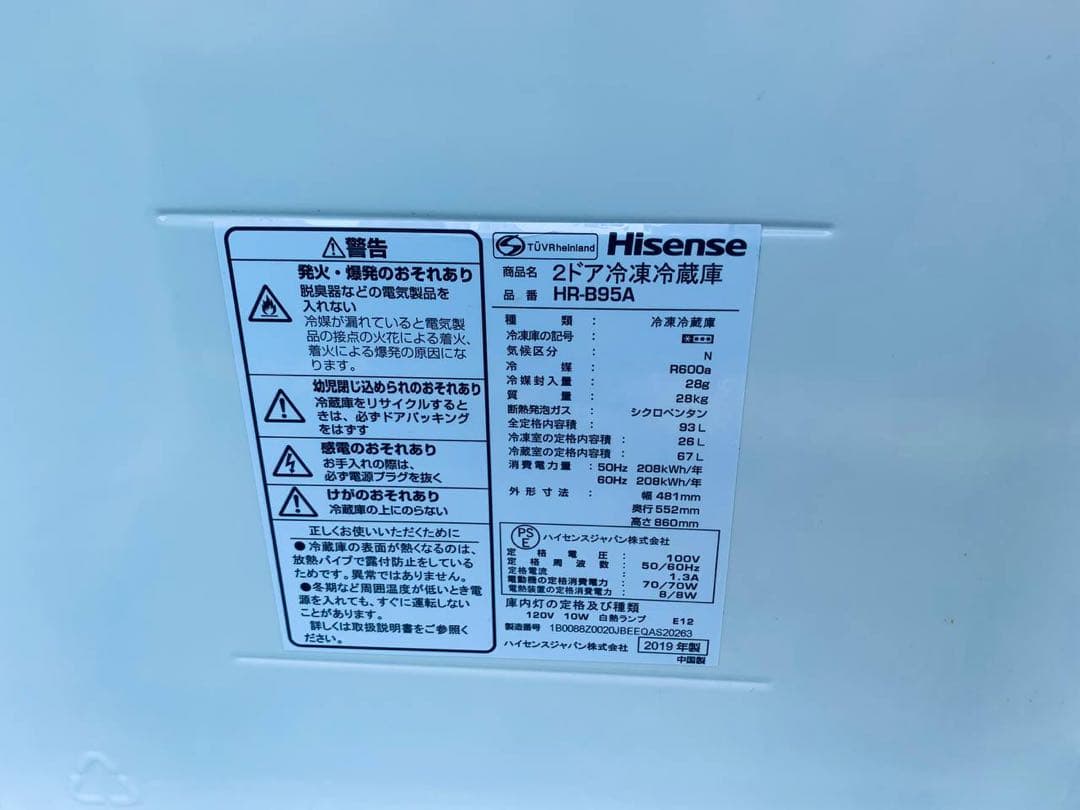 警告
発火・爆発のおそれあり
脱臭器などの電気製品を
入れない
冷媒が漏れていると電気製
品の接点の火花による着火、
着火による爆発の原因にな
ります。
幼児閉じ込められのおそれあり
冷蔵庫をリサイクルすると
きは、必ずドアパッキング
をはずす
感電のおそれあり
お手入れの際は、
必ず電源プラグを抜く
けがのおそれあり
冷蔵庫の上にのらない
正しくお使いいただくために
●冷蔵庫の表面が熱くなるのは、
放熱パイプで露付防止をしている
ためです。異常ではありません。
●冬期など周囲温度が低いとき電
源を入れても、すぐに運転しない
ことがあります。
詳しくは取扱説明書をご参照く
ださい。
TÜVRheinland Hisense
商品名 2ドア冷凍冷蔵庫
品番 HR-B95A
種類 : 冷凍冷蔵庫
冷凍庫の記号 :
気候区分 : N
冷媒 : R600a
冷媒封入量 : 28g
質量 : 28kg
断熱発泡ガス : シクロペンタン
全定格内容積 : 93L
冷凍室の定格内容積 : 26L
冷蔵室の定格内容積 : 67L
消費電力量 : 50Hz 208kWh/年
60Hz 208kWh/年
外形寸法 : 幅 481mm
奥行 552mm
高さ 860mm
PSE ハイセンスジャパン株式会社
定格電圧 : 100V
定格周波数 : 50/60Hz
定格電流 : 1.3A
電動機の定格消費電力 : 70/70W
電熱装置の定格消費電力 : 8/8W
庫内灯の定格及び種類
120V 10W 白熱ランプ E12
製造番号 1B0088Z0020JBEEQAS20263
ハイセンスジャパン株式会社 2019年製
中国製